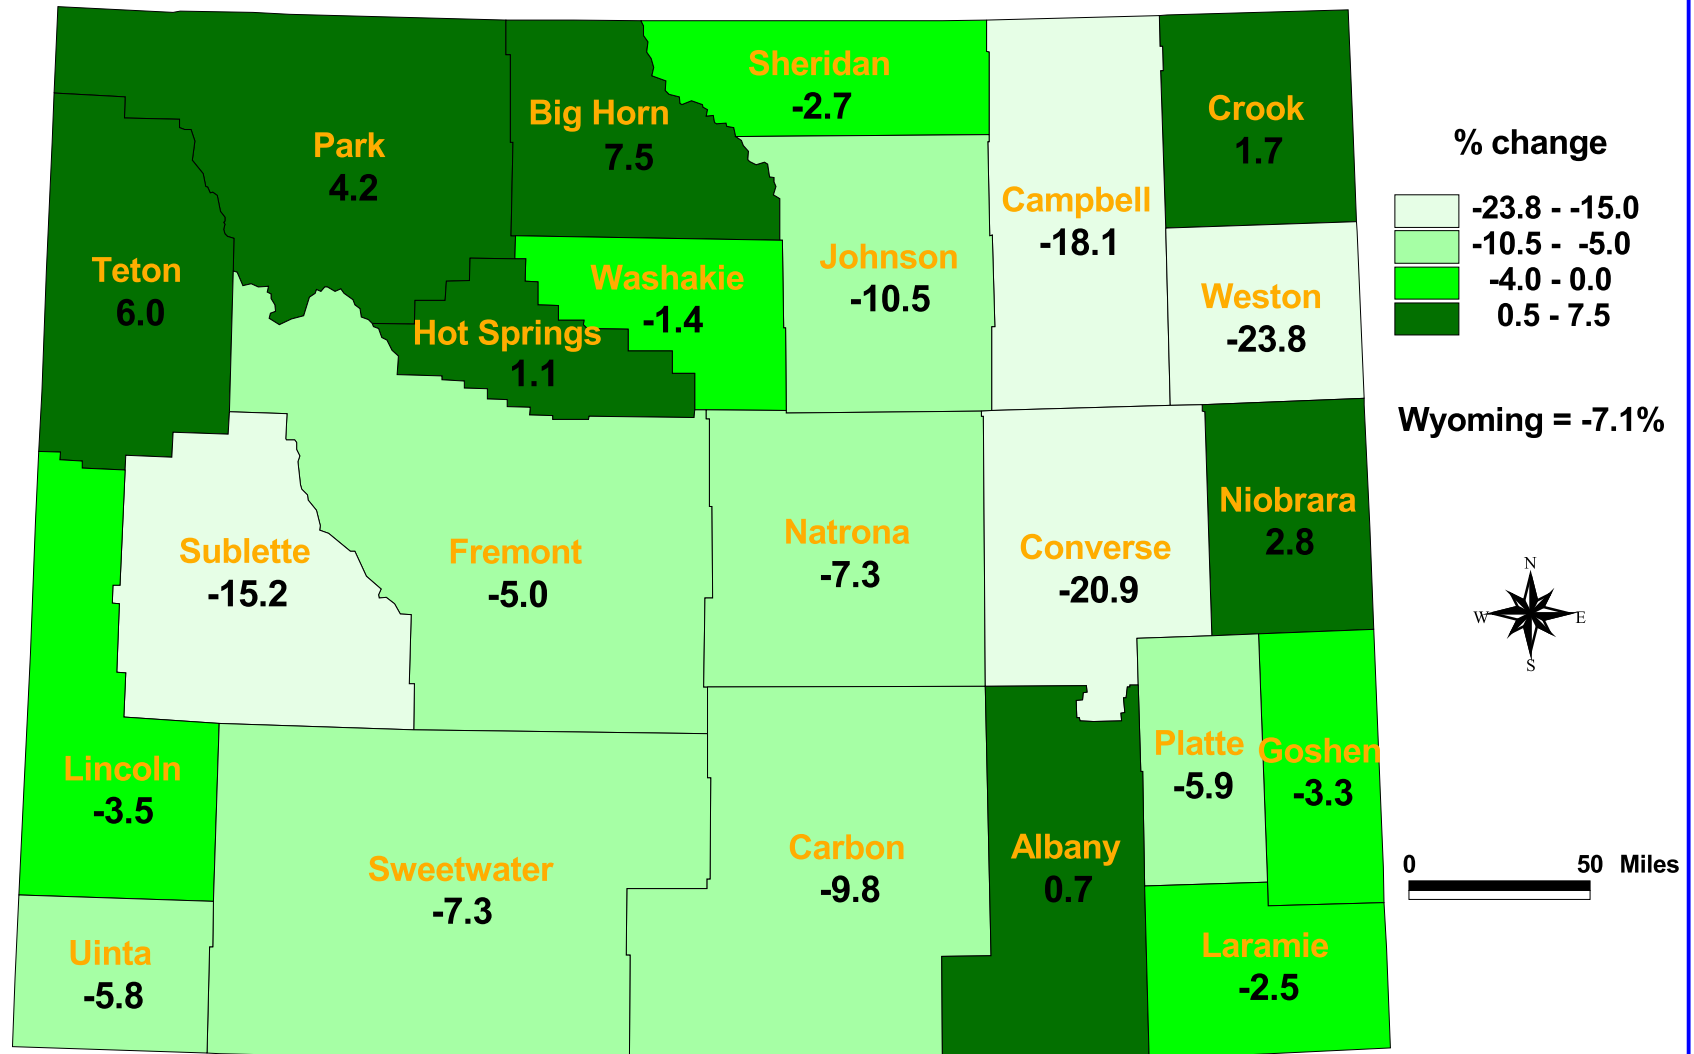 Sheridan
-2.7
Big Horn
7.5
Crook
1.7
Park
4.2
Campbell
-18.1
Teton
6.0
Washakie
-1.4
Johnson
-10.5
Weston
-23.8
Hot Springs
1.1
Niobrara
2.8
Sublette
-15.2
Fremont
-5.0
Natrona
-7.3
Converse
-20.9
Lincoln
-3.5
Platte
-5.9
Goshen
-3.3
Sweetwater
-7.3
Carbon
-9.8
Albany
0.7
Uinta
-5.8
Laramie
-2.5
% change
-23.8 - -15.0
-10.5 - -5.0
-4.0 - 0.0
0.5 - 7.5
Wyoming = -7.1%
N
W E
S
0 50 Miles